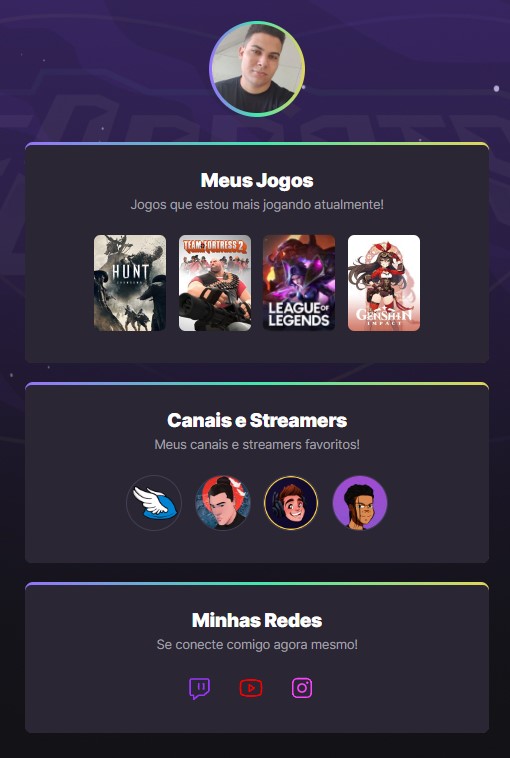 Meus Jogos
Jogos que estou mais jogando atualmente!
HUNT
TEAM FORTRESS 2
LEAGUE OF
LEGENDS
GENSHIN
IMPACT
Canais e Streamers
Meus canais e streamers favoritos!
Minhas Redes
Se conecte comigo agora mesmo!